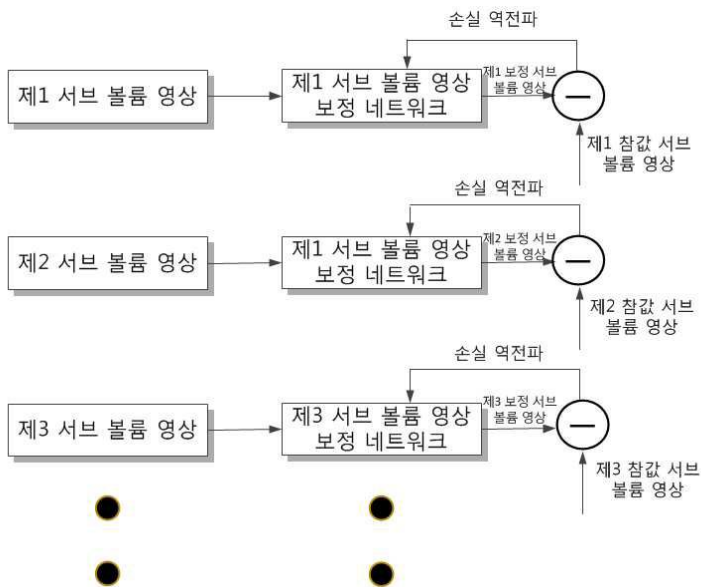 손실 역전파
제1 서브 볼륨 영상
제1 서브 볼륨 영상
보정 네트워크
제1 보정 서브
볼륨 영상
제1 참값 서브
볼륨 영상
손실 역전파
제2 서브 볼륨 영상
제1 서브 볼륨 영상
보정 네트워크
제2 보정 서브
볼륨 영상
제2 참값 서브
볼륨 영상
손실 역전파
제3 서브 볼륨 영상
제3 서브 볼륨 영상
보정 네트워크
제3 보정 서브
볼륨 영상
제3 참값 서브
볼륨 영상